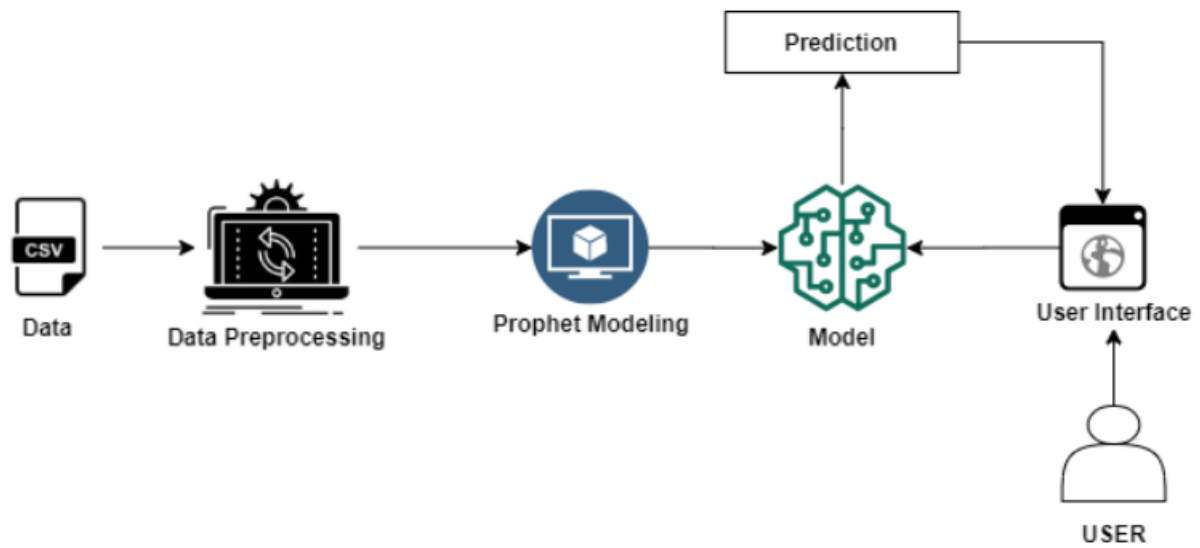 Prediction
CSV
Data
Data Preprocessing
Prophet Modeling
Model
User Interface
USER